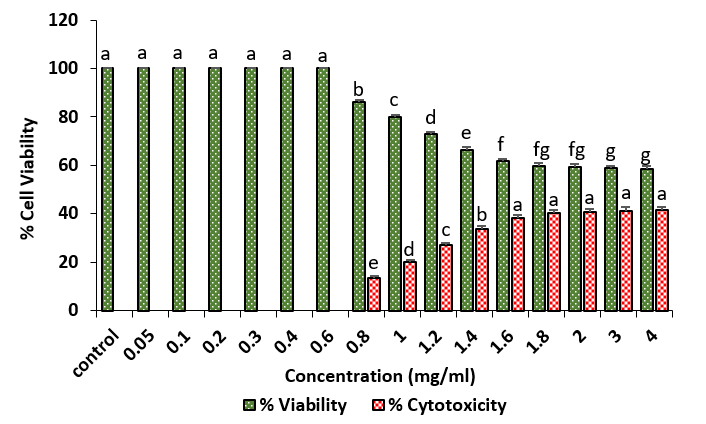 120
100
80
60
40
20
0
% Cell Viability
a a a a a a a b c d e f fg fg g g
e d c b a a a a a
control 0.05 0.1 0.2 0.3 0.4 0.6 0.8 1 1.2 1.4 1.6 1.8 2 3 4
Concentration (mg/ml)
% Viability % Cytotoxicity